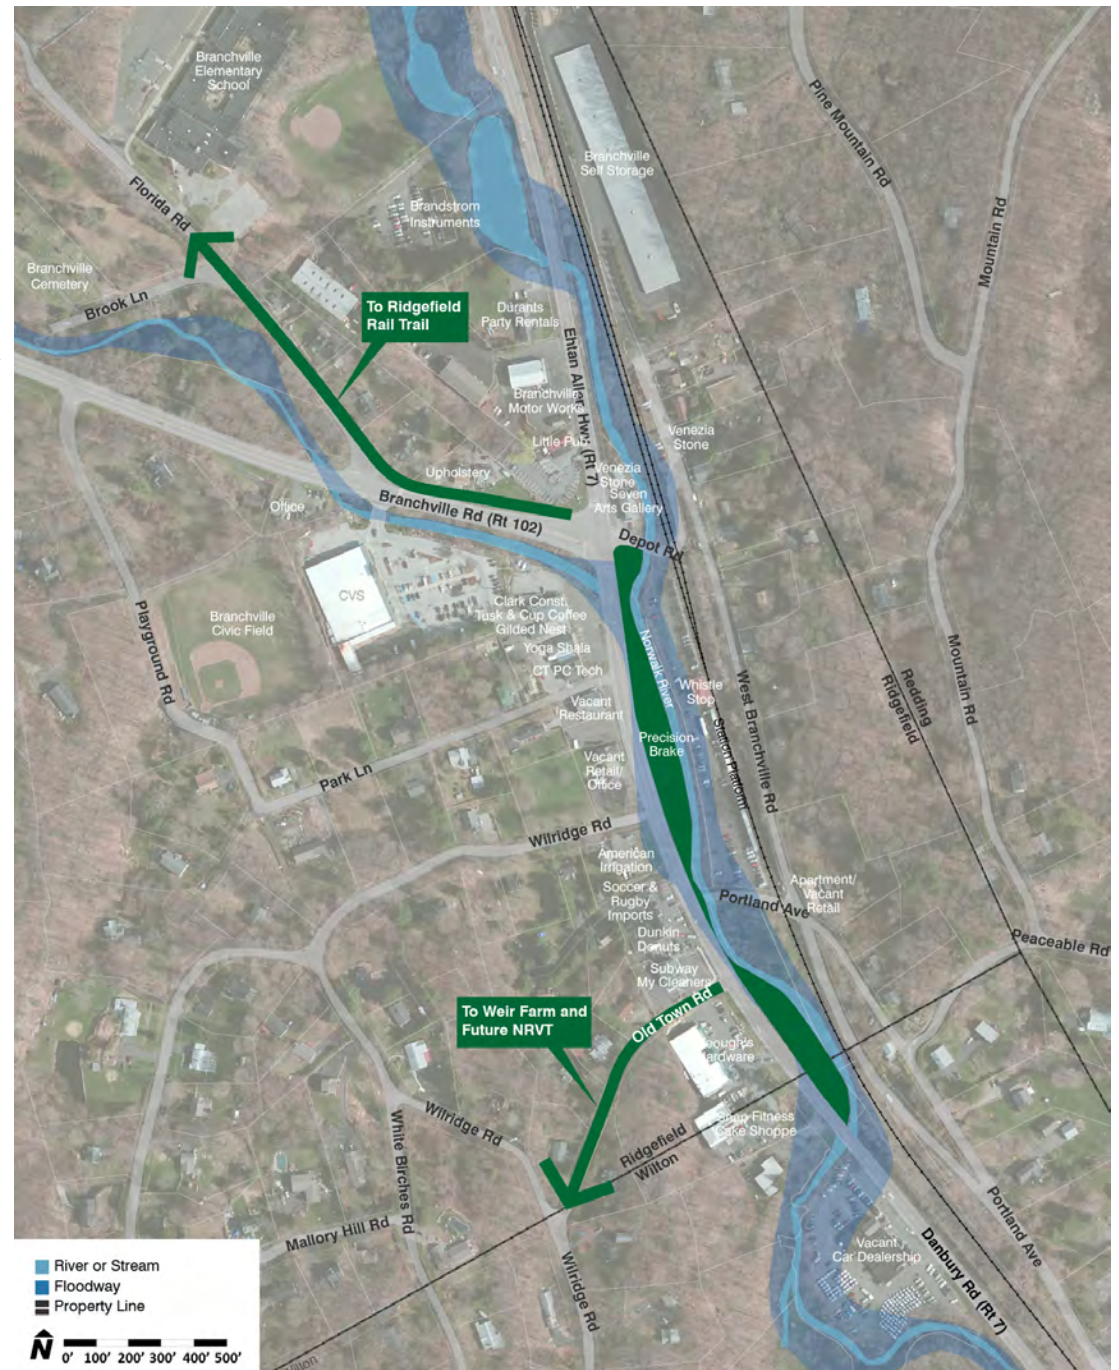 Branchville
Elementary
School
Pine Mountain Rd
Branchville
Self Storage
Florida Rd
Brandstrom
Instruments
Mountain Rd
Branchville
Cemetery
Brook Ln
To Ridgefield
Rail Trail
Durants
Party Rentals
Ehtan Allen Hwy (Rt 7)
Branchville
Motor Works
Venezia
Stone
Little Pub
Upholstery
Venezia
Stone
Seven
Arts Gallery
Office
Branchville Rd (Rt 102)
Depot Rd
CVS
Clark Const.
Tusk & Cup Coffee
Gilded Nest
Playground Rd
Branchville
Civic Field
Yoga Shala
CT PC Tech
Norwalk River
Whistle
Stop
West Branchville Rd
Redding
Ridgefield
Mountain Rd
Vacant
Restaurant
Station Platform
Precision
Brake
Vacant
Retail/
Office
Park Ln
Wilridge Rd
American
Irrigation
Soccer &
Rugby
Imports
Apartment/
Vacant
Retail
Portland Ave
Dunkin
Donuts
Peaceable Rd
Subway
My Cleaners
To Weir Farm and
Future NRVT
Old Town Rd
Hardware
Snap Fitness
Cake Shoppe
Wilridge Rd
White Birches Rd
Ridgefield
Wilton
Mallory Hill Rd
Wilridge Rd
Portland Ave
Danbury Rd (Rt 7)
Vacant
Car Dealership
River or Stream
Floodway
Property Line
N
0' 100' 200' 300' 400' 500'
Wilton